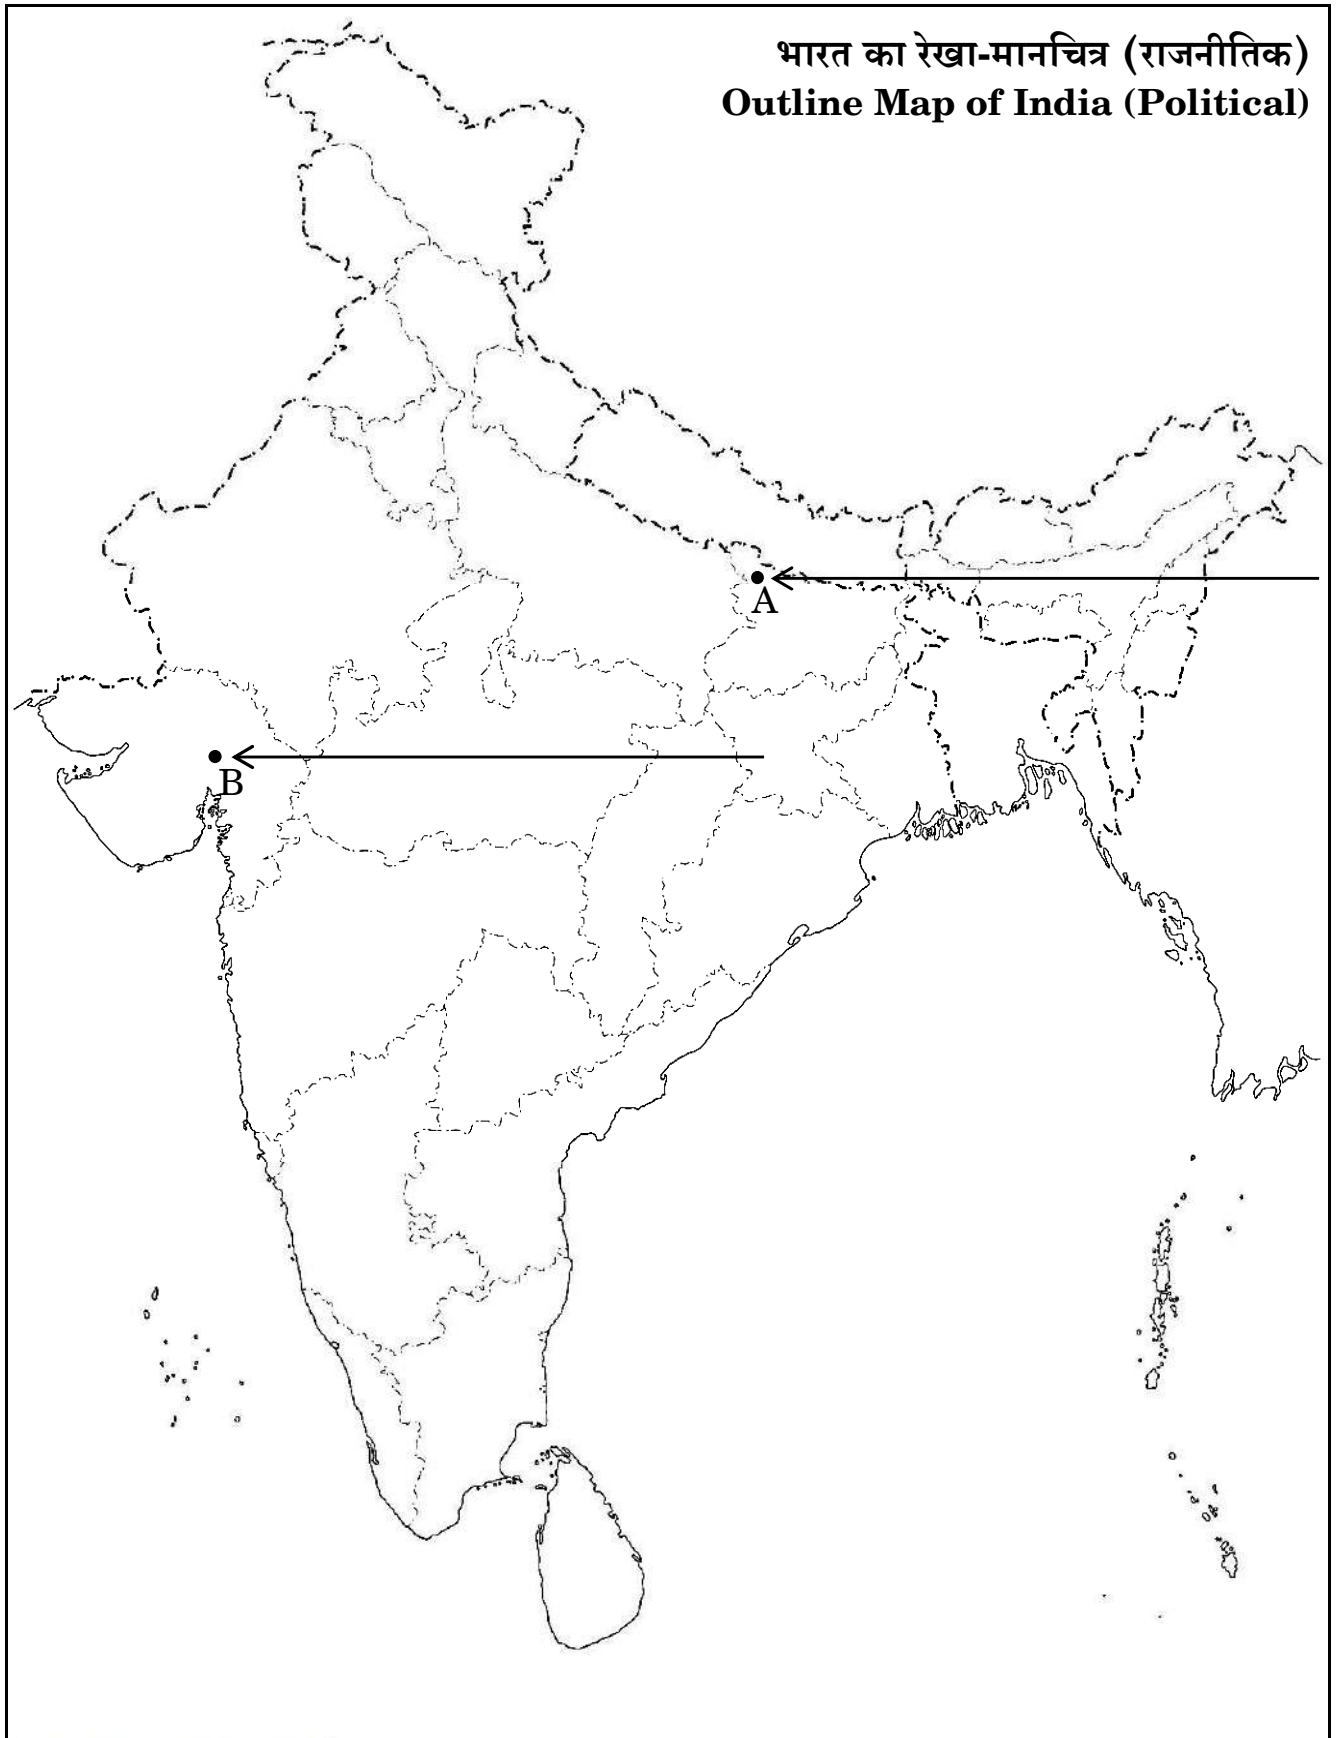 भारत का रेखा-मानचित्र (राजनीतिक)
Outline Map of India (Political)
A
B